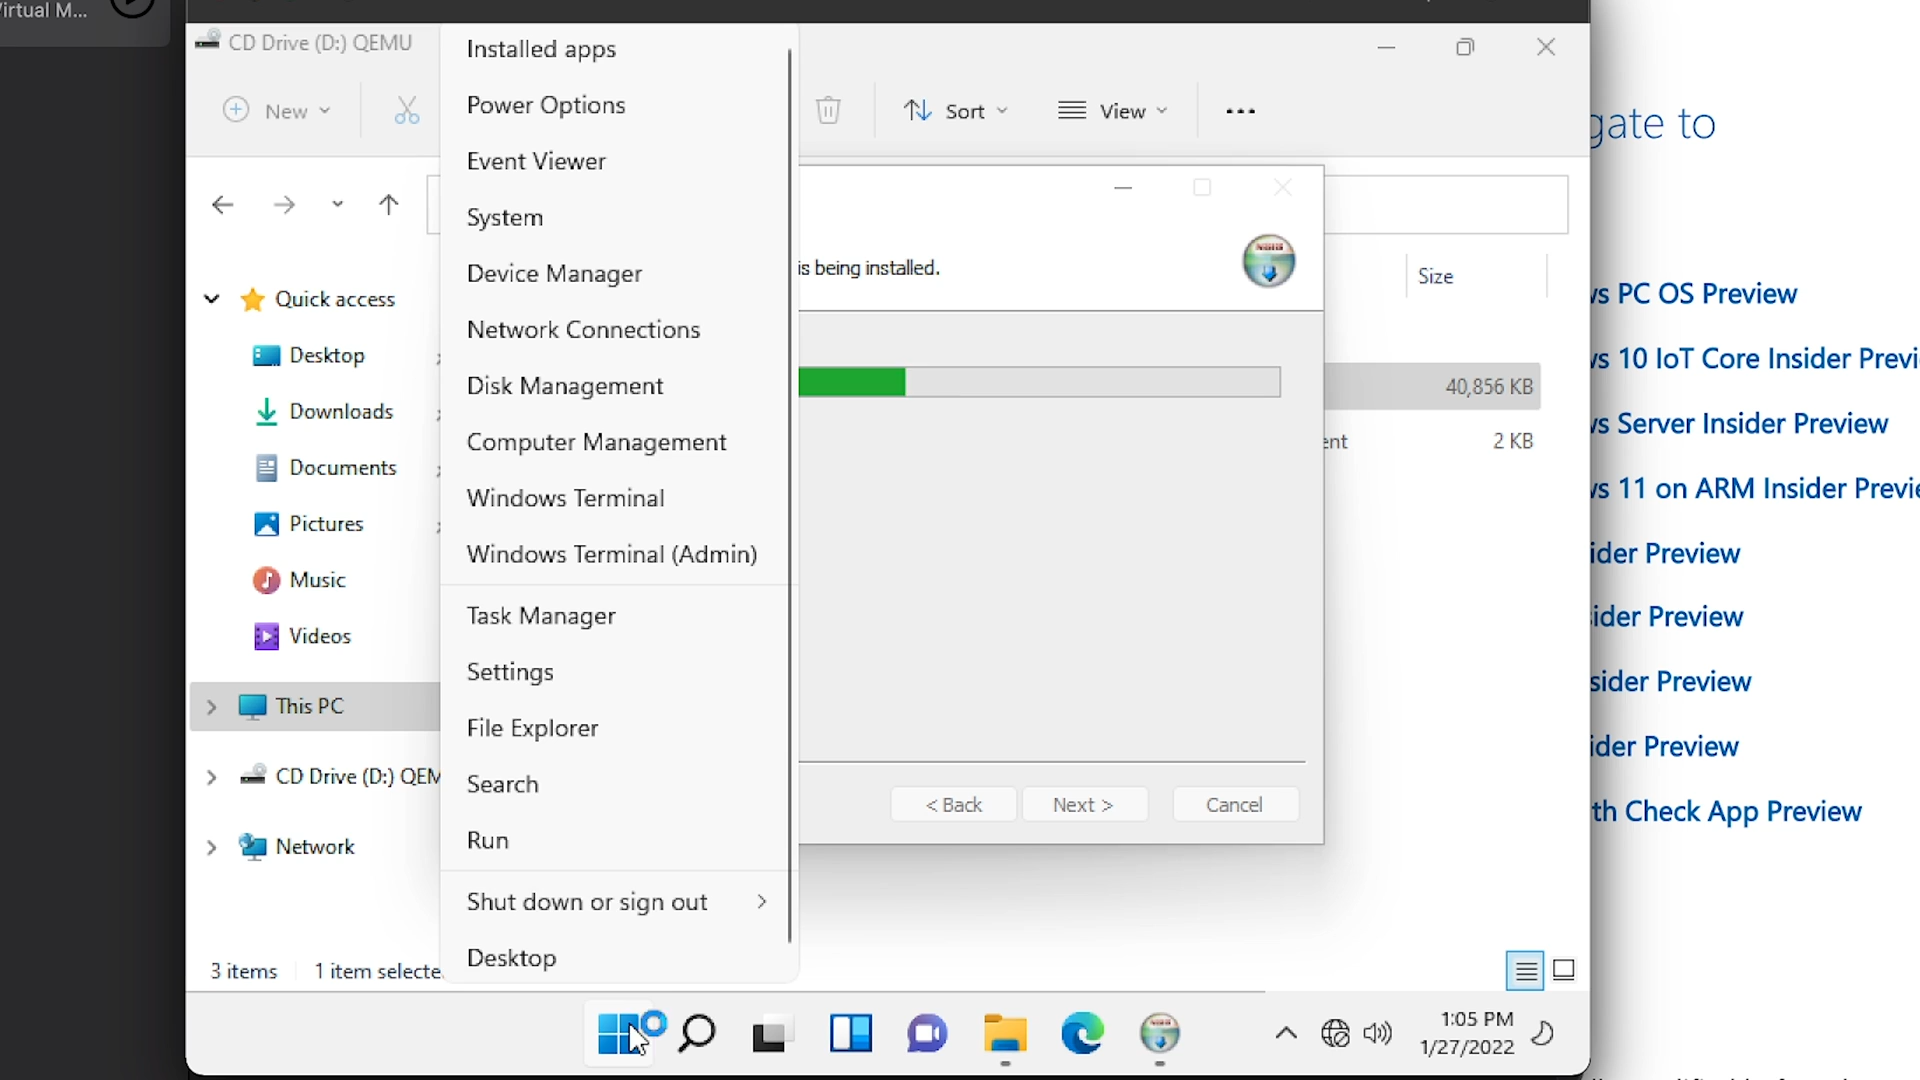 CD Drive (D:) QEMU
New
Sort
View
Installed apps
Power Options
Event Viewer
System
Device Manager
Network Connections
Disk Management
Computer Management
Windows Terminal
Windows Terminal (Admin)
Task Manager
Settings
File Explorer
Search
Run
Shut down or sign out
Desktop
Quick access
Desktop
Downloads
Documents
Pictures
Music
Videos
This PC
CD Drive (D:) QEM
Network
3 items
1 item selecte
is being installed.
< Back
Next >
Cancel
Size
40,856 KB
2 KB
1:05 PM
1/27/2022
gate to
PC OS Preview
10 IoT Core Insider Previ
Server Insider Preview
11 on ARM Insider Previe
ider Preview
ider Preview
sider Preview
ider Preview
th Check App Preview